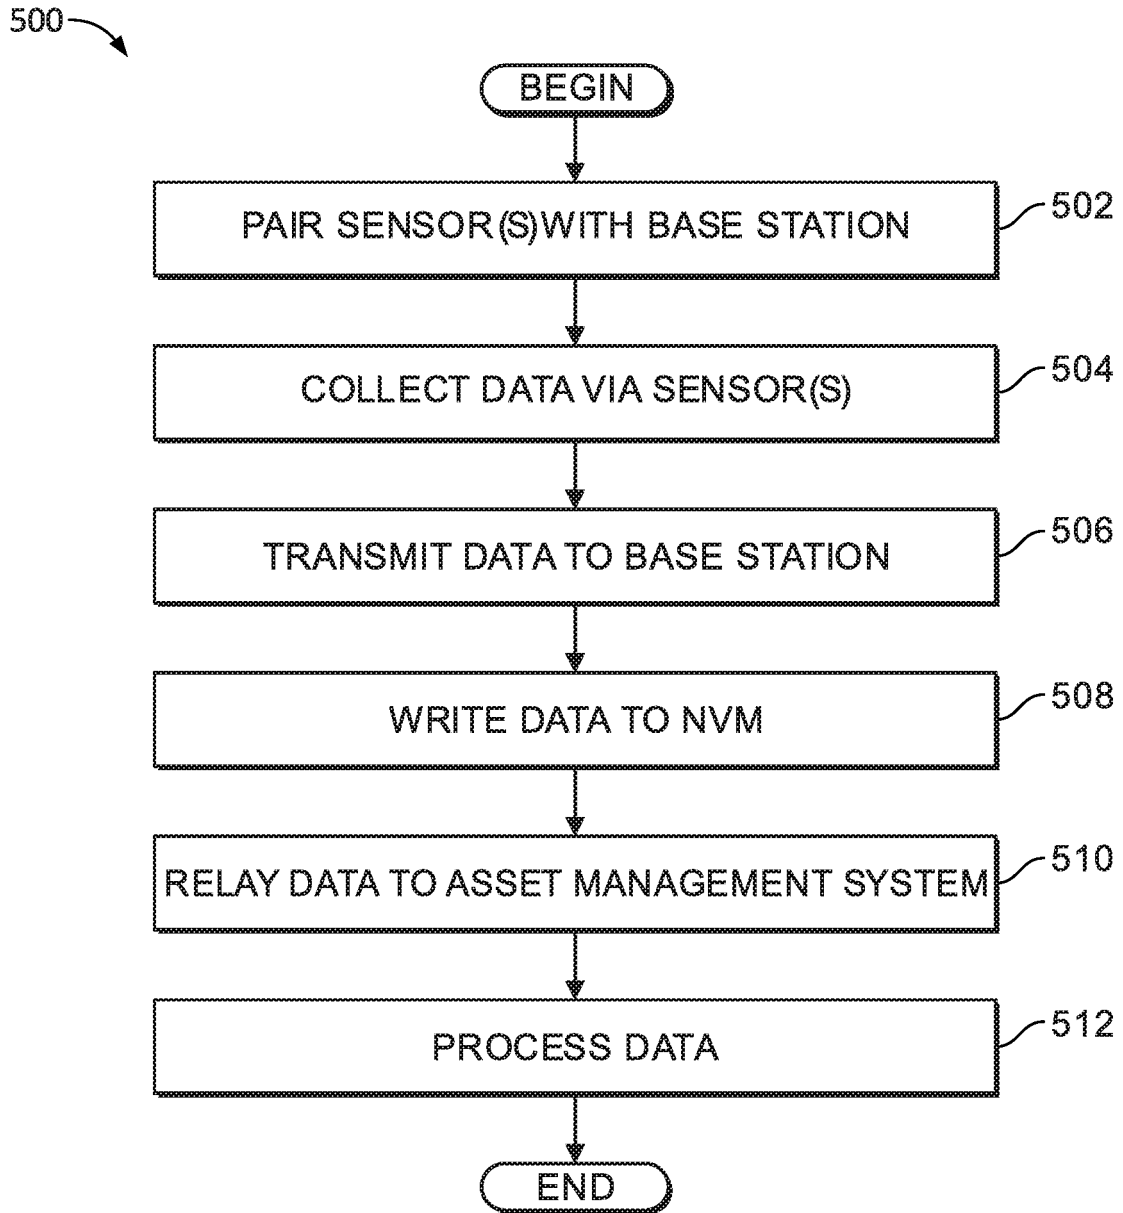 500
BEGIN
PAIR SENSOR(S)WITH BASE STATION
502
COLLECT DATA VIA SENSOR(S)
504
TRANSMIT DATA TO BASE STATION
506
WRITE DATA TO NVM
508
RELAY DATA TO ASSET MANAGEMENT SYSTEM
510
PROCESS DATA
512
END